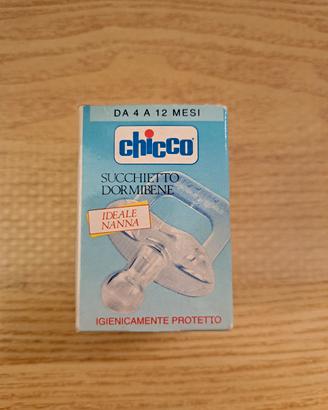 DA 4 A 12 MESI
chicco
SUCCHIETTO
DORMIBENE
IDEALE
NANNA
IGIENICAMENTE PROTETTO